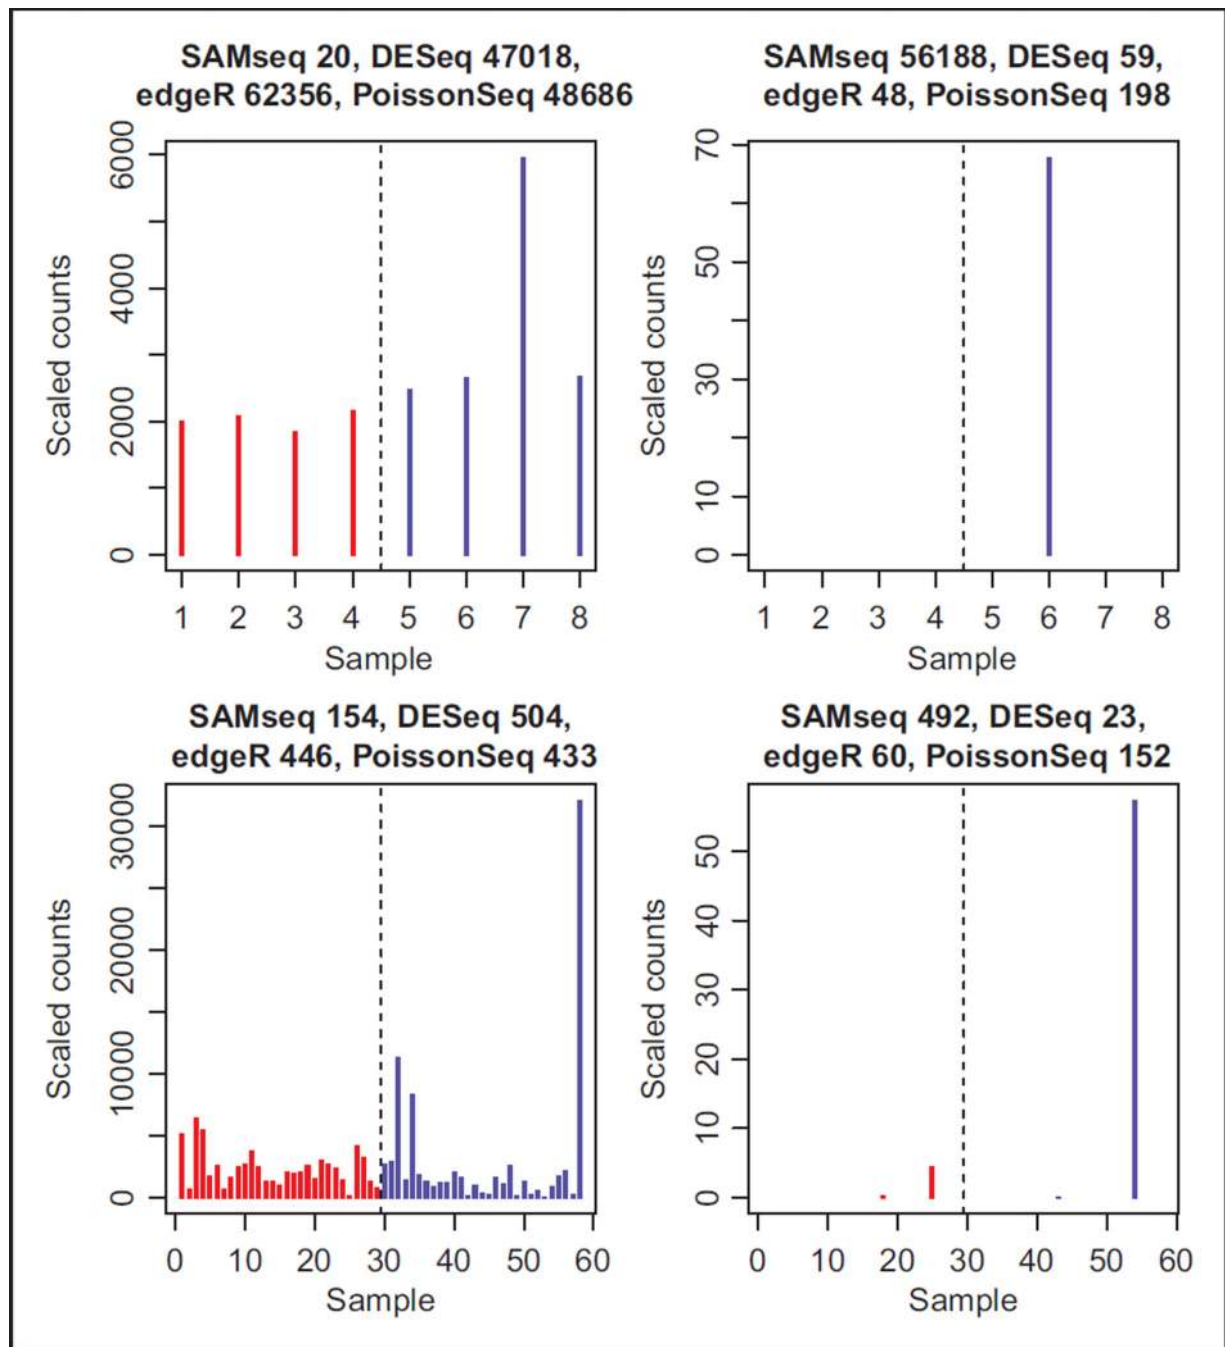 SAMseq 20, DESeq 47018,
edgeR 62356, PoissonSeq 48686
Scaled counts
6000
4000
2000
0
1 2 3 4 5 6 7 8
Sample
SAMseq 56188, DESeq 59,
edgeR 48, PoissonSeq 198
Scaled counts
70
50
30
10
0
1 2 3 4 5 6 7 8
Sample
SAMseq 154, DESeq 504,
edgeR 446, PoissonSeq 433
Scaled counts
30000
20000
10000
0
0 10 20 30 40 50 60
Sample
SAMseq 492, DESeq 23,
edgeR 60, PoissonSeq 152
Scaled counts
50
40
30
20
10
0
0 10 20 30 40 50 60
Sample